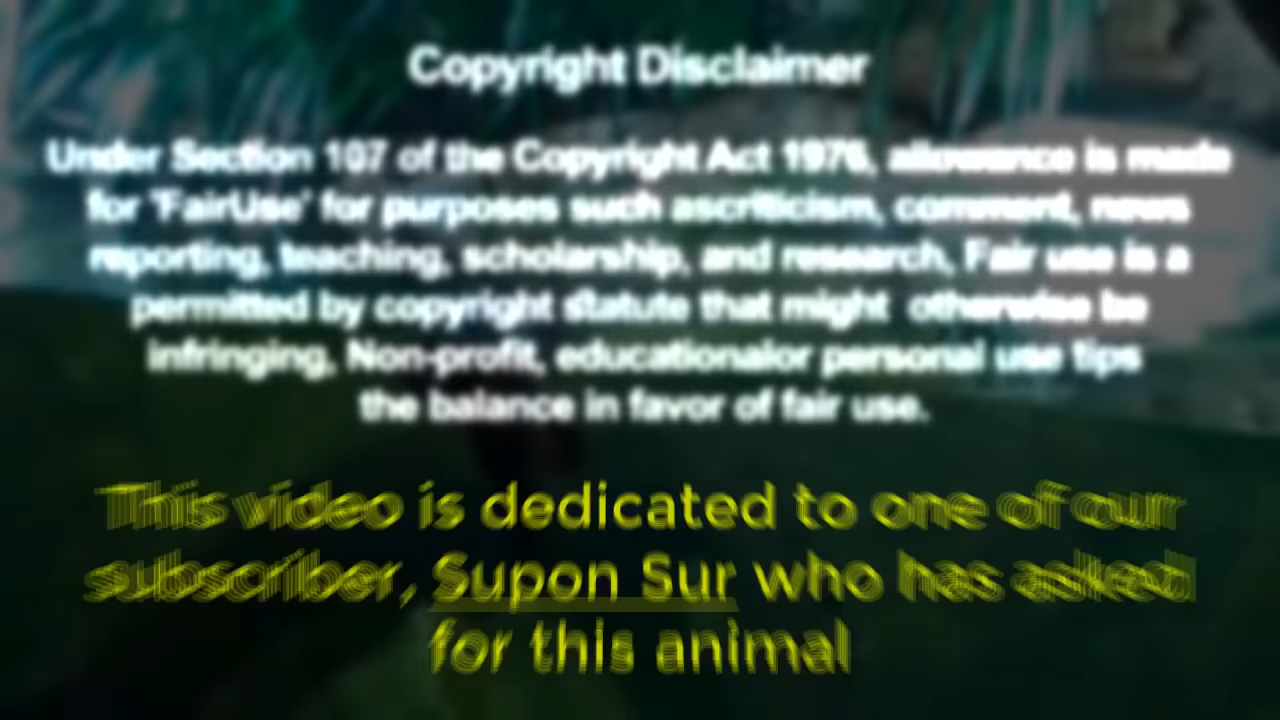 Copyright Disclaimer
Under Section 107 of the Copyright Act 1976, allowance is made
for 'FairUse' for purposes such ascriticism, comment, news
reporting, teaching, scholarship, and research, Fair use is a
permitted by copyright statute that might otherwise be
infringing, Non-profit, educationalor personal use tips
the balance in favor of fair use.
This video is dedicated to one of our
subscriber, Supon Sur who has asked
for this animal